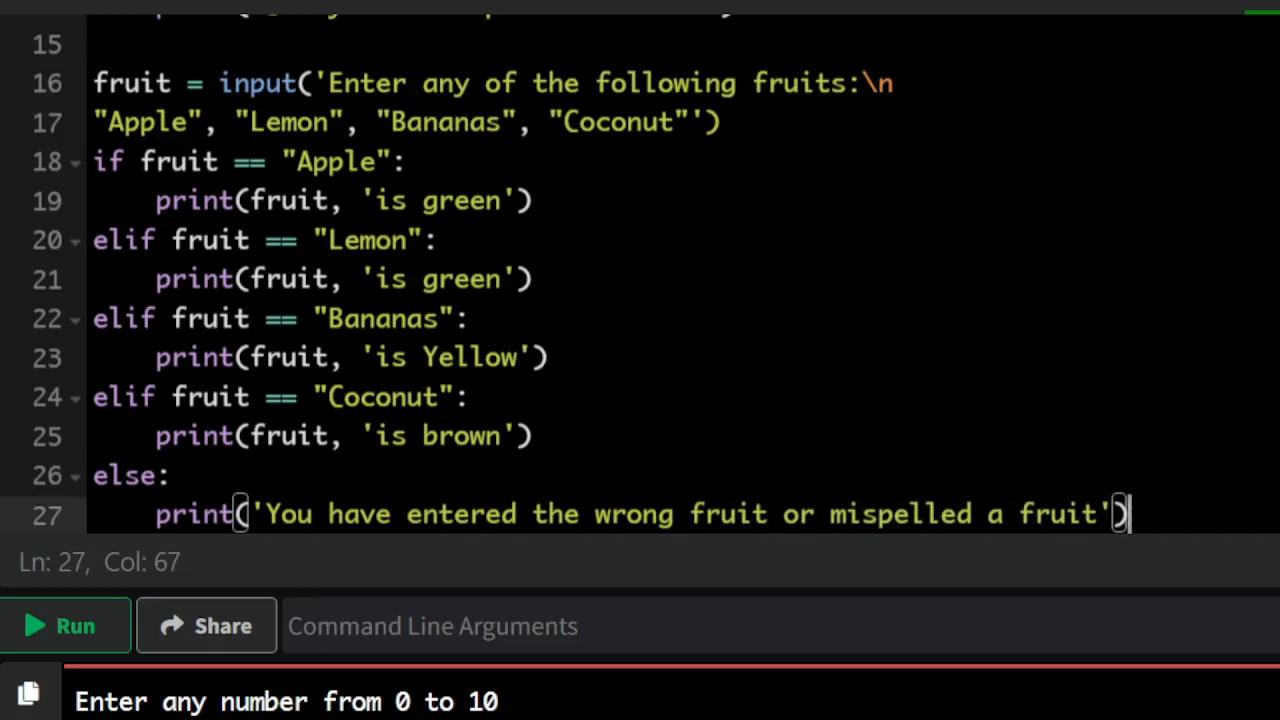 15
16 fruit = input('Enter any of the following fruits:\n
17 "Apple", "Lemon", "Bananas", "Coconut"')
18 if fruit == "Apple":
19     print(fruit, 'is green')
20 elif fruit == "Lemon":
21     print(fruit, 'is green')
22 elif fruit == "Bananas":
23     print(fruit, 'is Yellow')
24 elif fruit == "Coconut":
25     print(fruit, 'is brown')
26 else:
27     print('You have entered the wrong fruit or mispelled a fruit')
Ln: 27, Col: 67
Run Share Command Line Arguments
Enter any number from 0 to 10